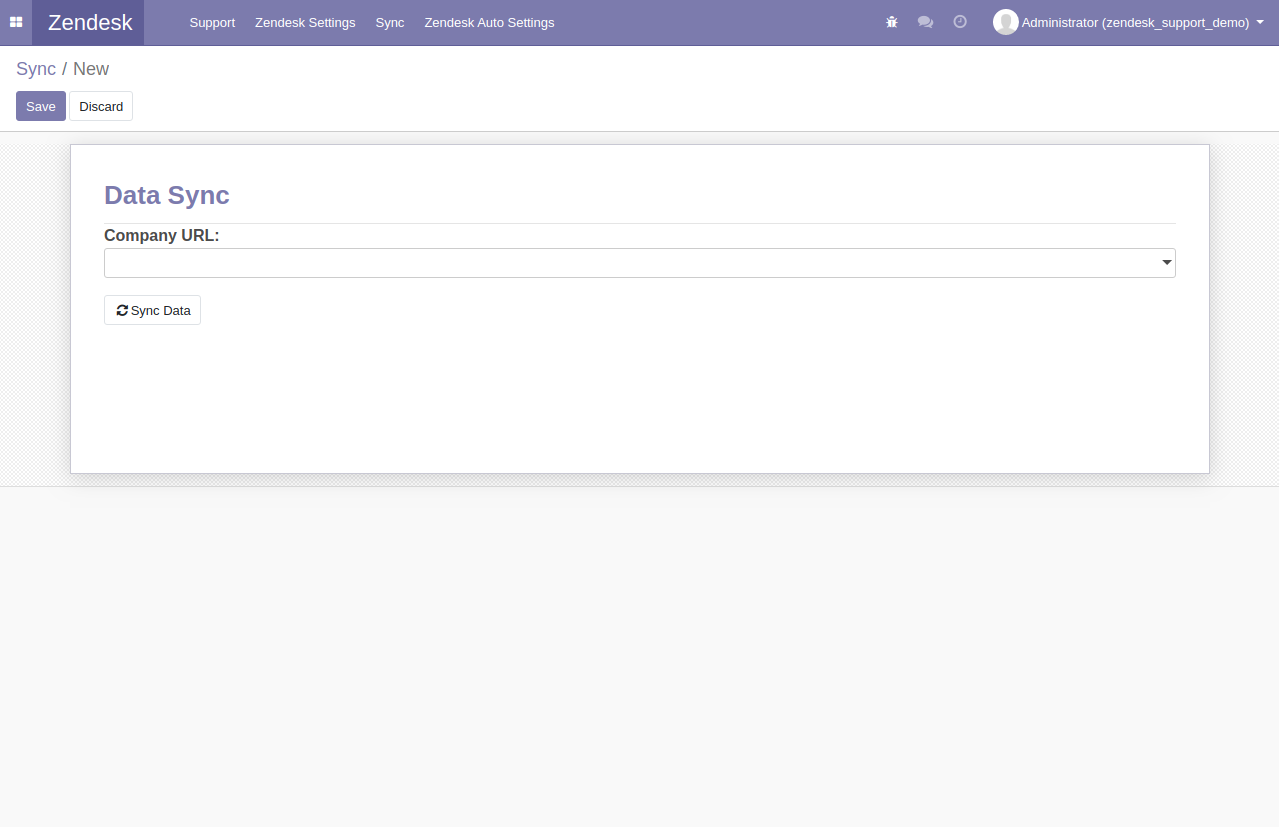 Zendesk Support Zendesk Settings Sync Zendesk Auto Settings Administrator (zendesk_support_demo)
Sync / New
Save Discard
Data Sync
Company URL:
Sync Data